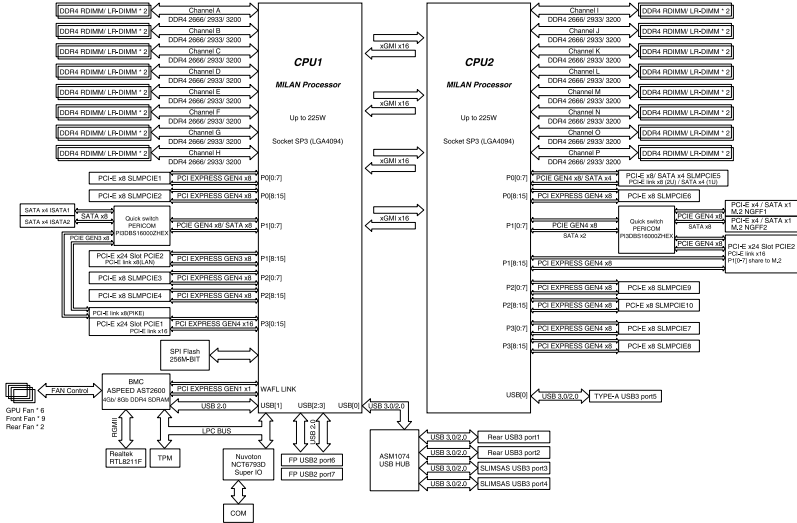 DDR4 RDIMM/ LR-DIMM * 2
Channel A
DDR4 2666/ 2933/ 3200
DDR4 RDIMM/ LR-DIMM * 2
Channel B
DDR4 2666/ 2933/ 3200
DDR4 RDIMM/ LR-DIMM * 2
Channel C
DDR4 2666/ 2933/ 3200
DDR4 RDIMM/ LR-DIMM * 2
Channel D
DDR4 2666/ 2933/ 3200
DDR4 RDIMM/ LR-DIMM * 2
Channel E
DDR4 2666/ 2933/ 3200
DDR4 RDIMM/ LR-DIMM * 2
Channel F
DDR4 2666/ 2933/ 3200
DDR4 RDIMM/ LR-DIMM * 2
Channel G
DDR4 2666/ 2933/ 3200
DDR4 RDIMM/ LR-DIMM * 2
Channel H
DDR4 2666/ 2933/ 3200
CPU1
MILAN Processor
Up to 225W
Socket SP3 (LGA4094)
xGMI x16
xGMI x16
xGMI x16
xGMI x16
CPU2
MILAN Processor
Up to 225W
Socket SP3 (LGA4094)
Channel I
DDR4 2666/ 2933/ 3200
DDR4 RDIMM/ LR-DIMM * 2
Channel J
DDR4 2666/ 2933/ 3200
DDR4 RDIMM/ LR-DIMM * 2
Channel K
DDR4 2666/ 2933/ 3200
DDR4 RDIMM/ LR-DIMM * 2
Channel L
DDR4 2666/ 2933/ 3200
DDR4 RDIMM/ LR-DIMM * 2
Channel M
DDR4 2666/ 2933/ 3200
DDR4 RDIMM/ LR-DIMM * 2
Channel N
DDR4 2666/ 2933/ 3200
DDR4 RDIMM/ LR-DIMM * 2
Channel O
DDR4 2666/ 2933/ 3200
DDR4 RDIMM/ LR-DIMM * 2
Channel P
DDR4 2666/ 2933/ 3200
DDR4 RDIMM/ LR-DIMM * 2
PCI-E x8 SLMPCIE1
PCI EXPRESS GEN4 x8
P0[0:7]
PCI-E x8 SLMPCIE2
PCI EXPRESS GEN4 x8
P0[8:15]
SATA x4 ISATA1
SATA x8
SATA x4 ISATA2
Quick switch
PERICOM
PI3DBS16000ZHEX
PCIE GEN4 x8/ SATA x8
P1[0:7]
PCIE GEN3 x8
PCI-E x24 Slot PCIE2
PCI-E link x8(LAN)
PCI EXPRESS GEN3 x8
P1[8:15]
PCI-E x8 SLMPCIE3
PCI EXPRESS GEN4 x8
P2[0:7]
PCI-E x8 SLMPCIE4
PCI EXPRESS GEN4 x8
P2[8:15]
PCI-E link x8(PIKE)
PCI-E x24 Slot PCIE1
PCI-E link x16
PCI EXPRESS GEN4 x16
P3[0:15]
SPI Flash
256M-BIT
FAN Control
GPU Fan * 6
Front Fan * 9
Rear Fan * 2
BMC
ASPEED AST2600
4Gb/ 8Gb DDR4 SDRAM
PCI EXPRESS GEN1 x1
WAFL LINK
USB 2.0
USB[1]
USB[2:3]
USB[0]
RGMII
LPC BUS
Realtek
RTL8211F
TPM
Nuvoton
NCT6793D
Super IO
COM
USB 2.0
FP USB2 port6
FP USB2 port7
USB 3.0/2.0
ASM1074
USB HUB
USB 3.0/2.0
Rear USB3 port1
USB 3.0/2.0
Rear USB3 port2
USB 3.0/2.0
SLIMSAS USB3 port3
USB 3.0/2.0
SLIMSAS USB3 port4
P0[0:7]
PCIE GEN4 x8/ SATA x4
PCI-E x8/ SATA x4 SLMPCIE5
PCI-E link x8 (2U) / SATA x4 (1U)
P0[8:15]
PCI EXPRESS GEN4 x8
PCI-E x8 SLMPCIE6
P1[0:7]
PCIE GEN4 x8
SATA x2
Quick switch
PERICOM
PI3DBS16000ZHEX
PCIE GEN4 x8
SATA x8
PCI-E x4 / SATA x1
M.2 NGFF1
PCI-E x4 / SATA x1
M.2 NGFF2
PCIE GEN4 x8
PCI-E x24 Slot PCIE2
PCI-E link x16
P1[0-7] share to M.2
P1[8:15]
PCI EXPRESS GEN4 x8
P2[0:7]
PCI EXPRESS GEN4 x8
PCI-E x8 SLMPCIE9
P2[8:15]
PCI EXPRESS GEN4 x8
PCI-E x8 SLMPCIE10
P3[0:7]
PCI EXPRESS GEN4 x8
PCI-E x8 SLMPCIE7
P3[8:15]
PCI EXPRESS GEN4 x8
PCI-E x8 SLMPCIE8
USB[0]
USB 3.0/2.0
TYPE-A USB3 port5